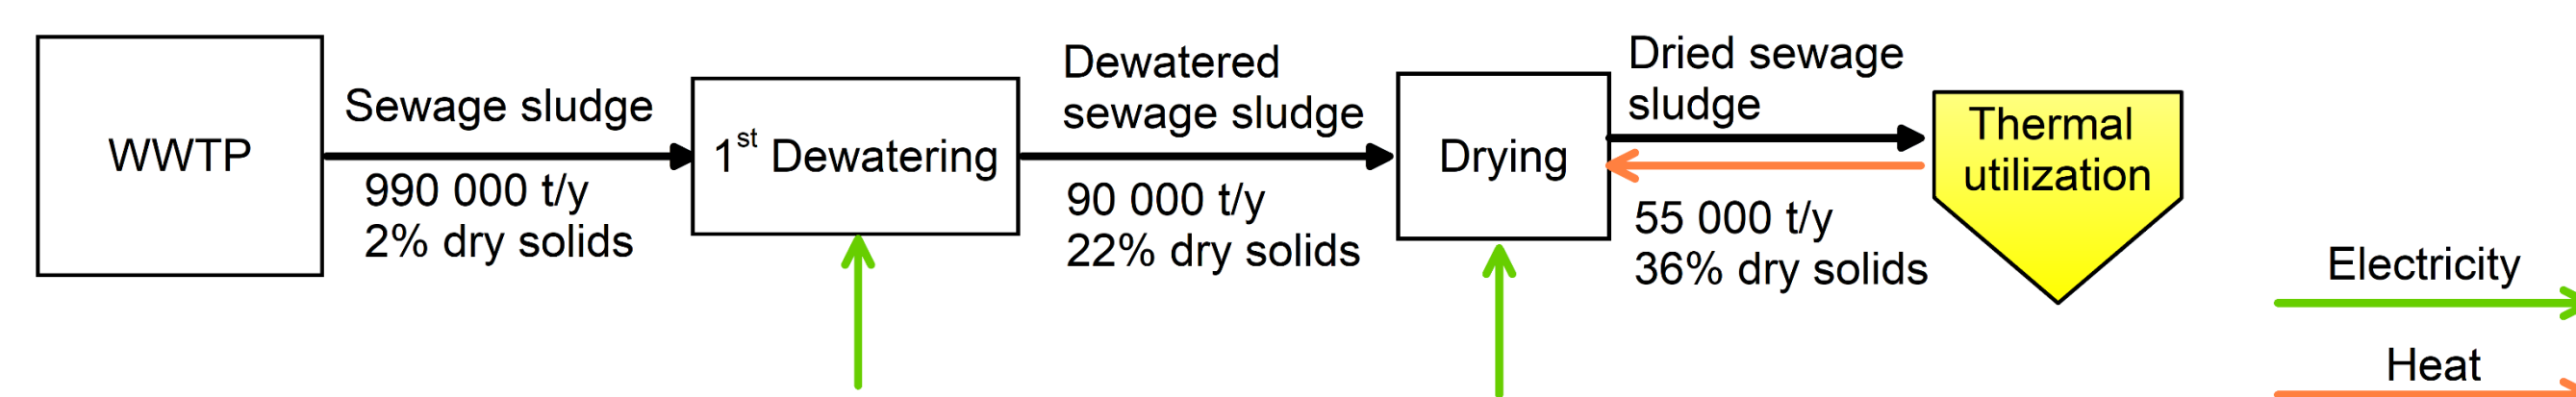 WWTP
Sewage sludge
990 000 t/y
2% dry solids
1st Dewatering
Dewatered
sewage sludge
90 000 t/y
22% dry solids
Drying
Dried sewage
sludge
55 000 t/y
36% dry solids
Thermal
utilization
Electricity
Heat